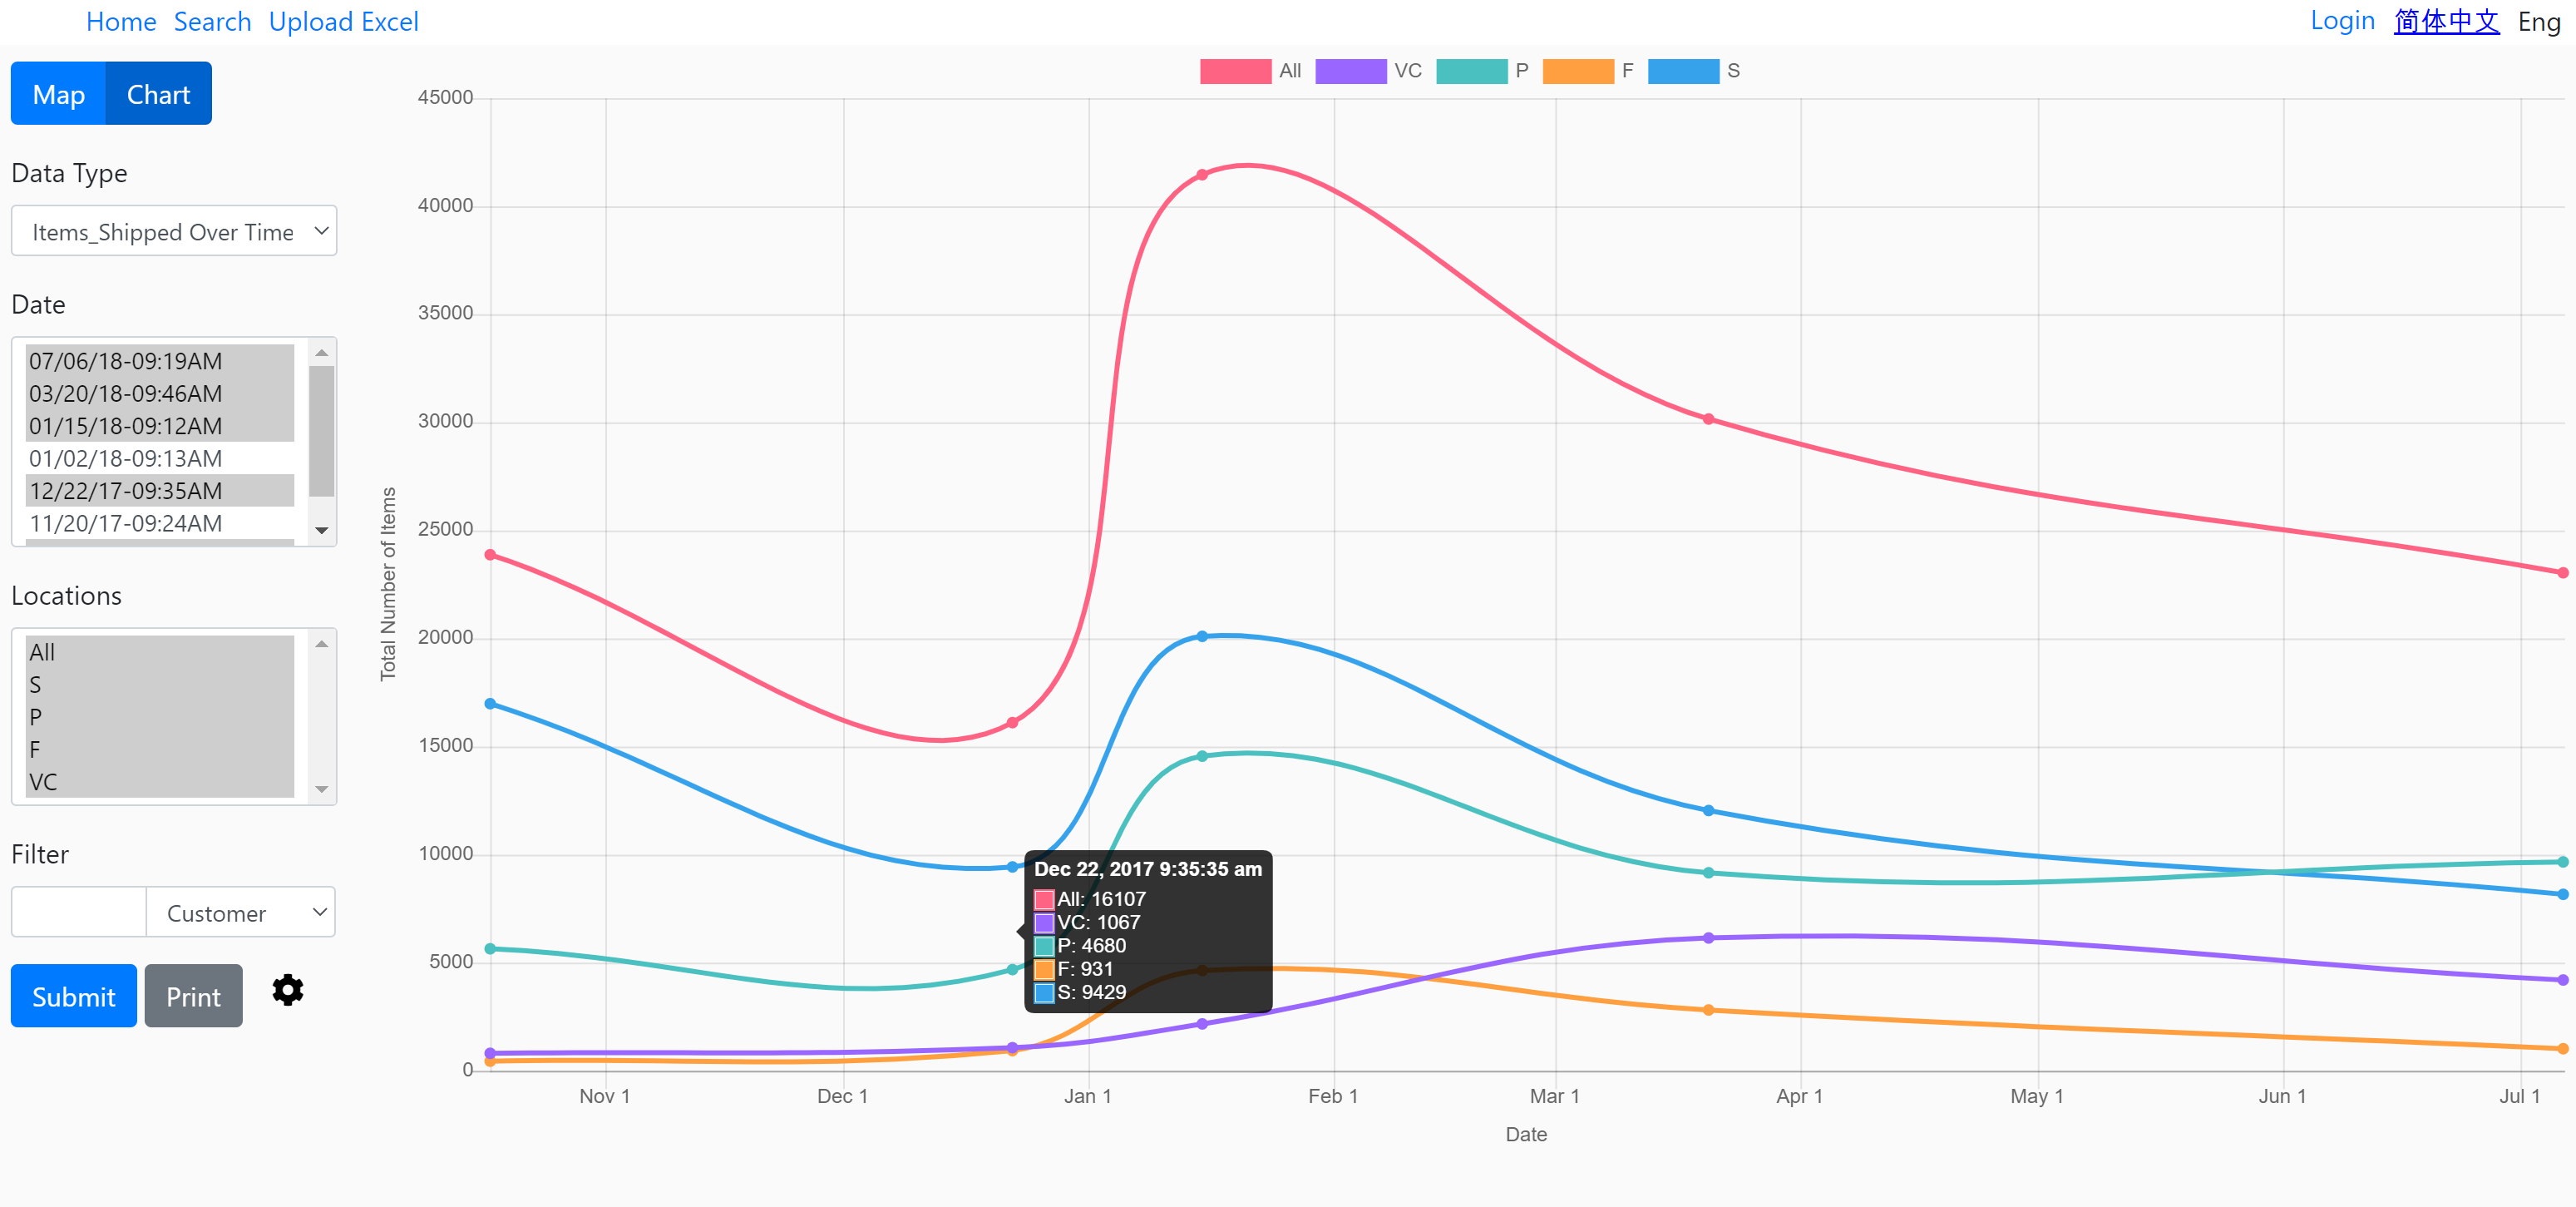 Home Search Upload Excel Login 简体中文 Eng
Map Chart
Data Type
Items_Shipped Over Time
Date
07/06/18-09:19AM
03/20/18-09:46AM
01/15/18-09:12AM
01/02/18-09:13AM
12/22/17-09:35AM
11/20/17-09:24AM
Locations
All
S
P
F
VC
Filter
Customer
Submit Print
All VC P F S
45000
40000
35000
30000
25000
20000
15000
10000
5000
0
Total Number of Items
Dec 22, 2017 9:35:35 am
All: 16107
VC: 1067
P: 4680
F: 931
S: 9429
Nov 1 Dec 1 Jan 1 Feb 1 Mar 1 Apr 1 May 1 Jun 1 Jul 1
Date